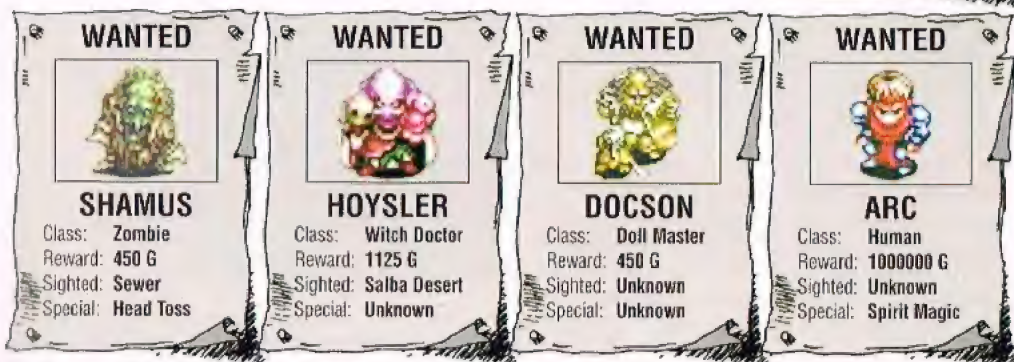 WANTED
SHAMUS
Class: Zombie
Reward: 450 G
Sighted: Sewer
Special: Head Toss
WANTED
HOYSLER
Class: Witch Doctor
Reward: 1125 G
Sighted: Salba Desert
Special: Unknown
WANTED
DOCSON
Class: Doll Master
Reward: 450 G
Sighted: Unknown
Special: Unknown
WANTED
ARC
Class: Human
Reward: 1000000 G
Sighted: Unknown
Special: Spirit Magic